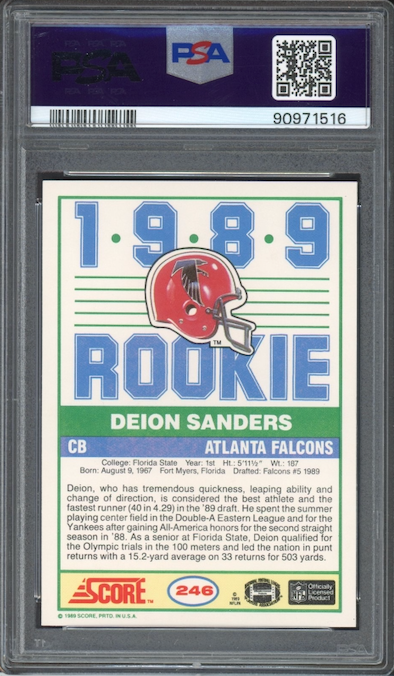 PSA
PSA
90971516
1·9·8·9
TM
ROOKIE
DEION SANDERS
CB ATLANTA FALCONS
College: Florida State Year: 1st Ht.: 5'11½" Wt.: 187
Born: August 9, 1967 Fort Myers, Florida Drafted: Falcons #5 1989
Deion, who has tremendous quickness, leaping ability and
change of direction, is considered the best athlete and the
fastest runner (40 in 4.29) in the '89 draft. He spent the summer
playing center field in the Double-A Eastern League and for the
Yankees after gaining All-America honors for the second straight
season in '88. As a senior at Florida State, Deion qualified for
the Olympic trials in the 100 meters and led the nation in punt
returns with a 15.2-yard average on 33 returns for 503 yards.
SCORE TM 246 © 1989 NFLPA NFL Officially Licensed Product
© 1989 SCORE, PRTD. IN U.S.A.